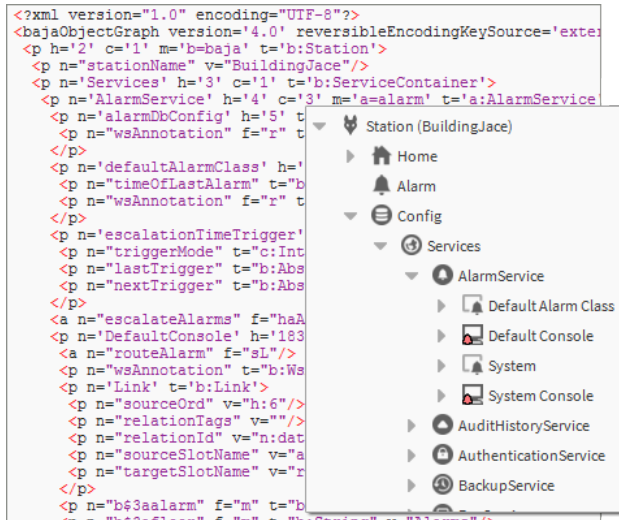 <?xml version="1.0" encoding="UTF-8"?>
<bajaObjectGraph version='4.0' reversibleEncodingKeySource='exter
<p h='2' c='1' m='b=baja' t='b:Station'>
<p n="stationName" v="BuildingJace"/>
<p n='Services' h='3' c='1' t='b:ServiceContainer'>
<p n='AlarmService' h='4' c='3' m='a=alarm' t='a:AlarmService'
<p n='alarmDbConfig' h='5' t
<p n="wsAnnotation" f="r" t
</p>
<p n='defaultAlarmClass' h='
<p n="timeOfLastAlarm" t="b
<p n="wsAnnotation" f="r" t
</p>
<p n='escalationTimeTrigger'
<p n="triggerMode" t="c:Int
<p n="lastTrigger" t="b:Abs
<p n="nextTrigger" t="b:Abs
</p>
<a n="escalateAlarms" f="haA
<p n='DefaultConsole' h='183
<a n="routeAlarm" f="sL"/>
<p n="wsAnnotation" t="b:Ws
<p n='Link' t='b:Link'>
<p n="sourceOrd" v="h:6"/>
<p n="relationTags" v=""/>
<p n="relationId" v="n:dat
<p n="sourceSlotName" v="a
<p n="targetSlotName" v="r
</p>
<p n="b$3aalarm" f="m" t="b
Station (BuildingJace)
Home
Alarm
Config
Services
AlarmService
Default Alarm Class
Default Console
System
System Console
AuditHistoryService
AuthenticationService
BackupService